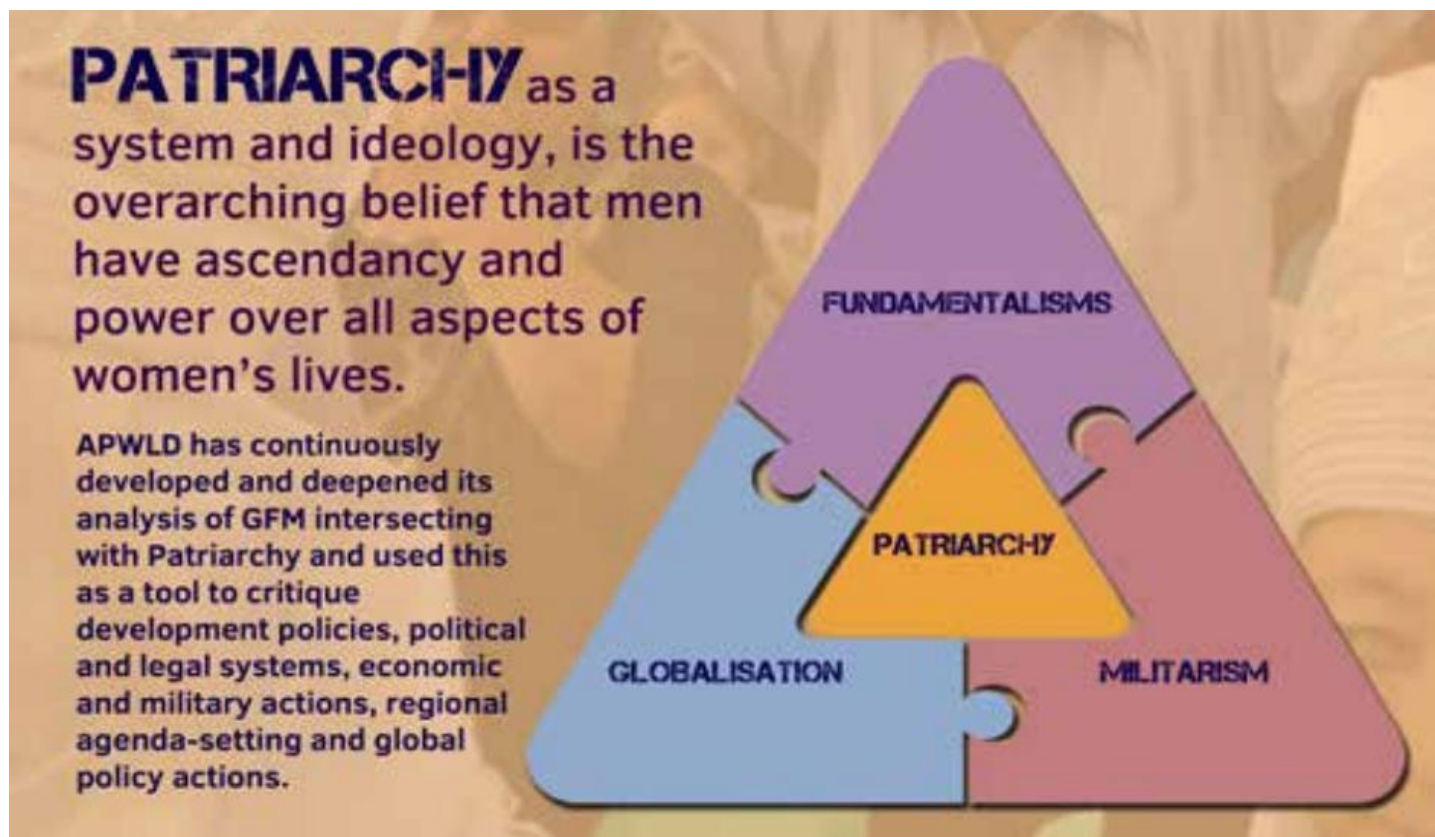 PATRIARCHY as a
system and ideology, is the
overarching belief that men
have ascendancy and
power over all aspects of
women's lives.
APWLD has continuously
developed and deepened its
analysis of GFM intersecting
with Patriarchy and used this
as a tool to critique
development policies, political
and legal systems, economic
and military actions, regional
agenda-setting and global
policy actions.
FUNDAMENTALISMS
PATRIARCHY
GLOBALISATION
MILITARISM